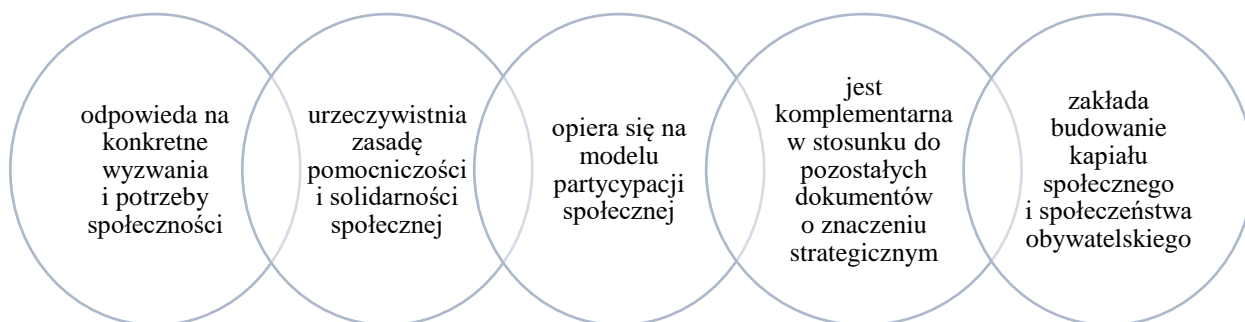 odpowieda na
konkretne
wyzwania
i potrzeby
społeczności
urzeczywistnia
zasadę
pomocniczości
i solidarności
społecznej
opiera się na
modelu
partycypacji
społecznej
jest
komplementarna
w stosunku do
pozostałych
dokumentów
o znaczeniu
strategicznym
zakłada
budowanie
kapiału
społecznego
i społeczeństwa
obywatelskiego